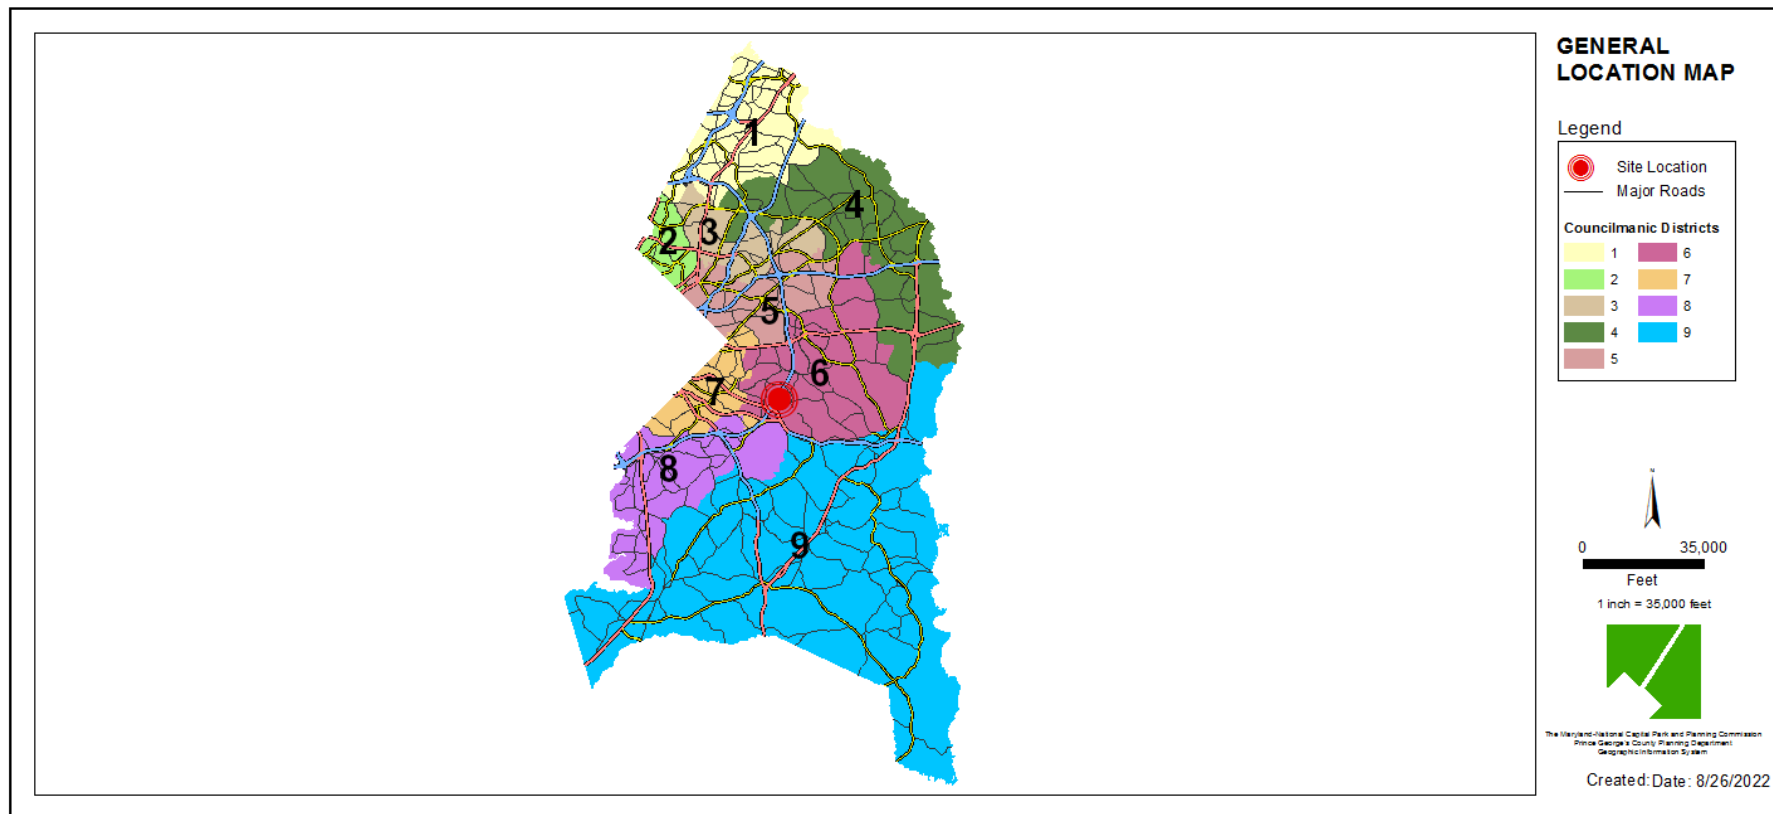 GENERAL
LOCATION MAP
Legend
Site Location
Major Roads
Councilmanic Districts
1
6
2
7
3
8
4
9
5
1
4
3
2
5
6
7
8
9
N
0
35,000
Feet
1 inch = 35,000 feet
The Maryland-National Capital Park and Planning Commission
Prince George's County Planning Department
Geographic Information System
Created: Date: 8/26/2022